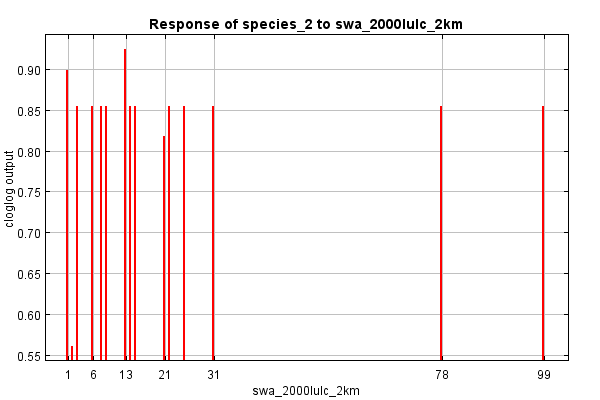 Response of species_2 to swa_2000lulc_2km
0.90
0.85
0.80
0.75
0.70
0.65
0.60
0.55
cloglog output
1 6 13 21 31 78 99
swa_2000lulc_2km